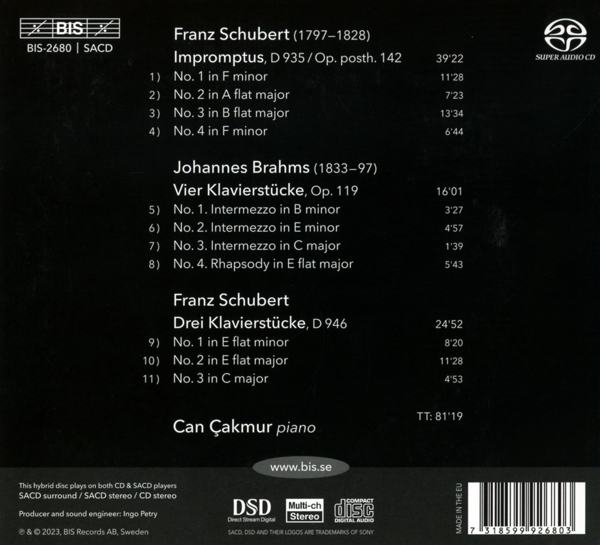 BIS
BIS-2680 | SACD
SUPER AUDIO CD
Franz Schubert (1797–1828)
Impromptus, D 935 / Op. posth. 142 39'22
1) No. 1 in F minor 11'28
2) No. 2 in A flat major 7'23
3) No. 3 in B flat major 13'34
4) No. 4 in F minor 6'44
Johannes Brahms (1833–97)
Vier Klavierstücke, Op. 119 16'01
5) No. 1. Intermezzo in B minor 3'27
6) No. 2. Intermezzo in E minor 4'57
7) No. 3. Intermezzo in C major 1'39
8) No. 4. Rhapsody in E flat major 5'43
Franz Schubert
Drei Klavierstücke, D 946 24'52
9) No. 1 in E flat minor 8'20
10) No. 2 in E flat major 11'28
11) No. 3 in C major 4'53
TT: 81'19
Can Çakmur piano
www.bis.se
This hybrid disc plays on both CD & SACD players
SACD surround / SACD stereo / CD stereo
Producer and sound engineer: Ingo Petry
℗ & © 2023, BIS Records AB, Sweden
DSD
Direct Stream Digital
Multi-ch
Stereo
COMPACT
disc
DIGITAL AUDIO
SACD, DSD AND THEIR LOGOS ARE TRADEMARKS OF SONY
MADE IN THE EU
7 318599 926803